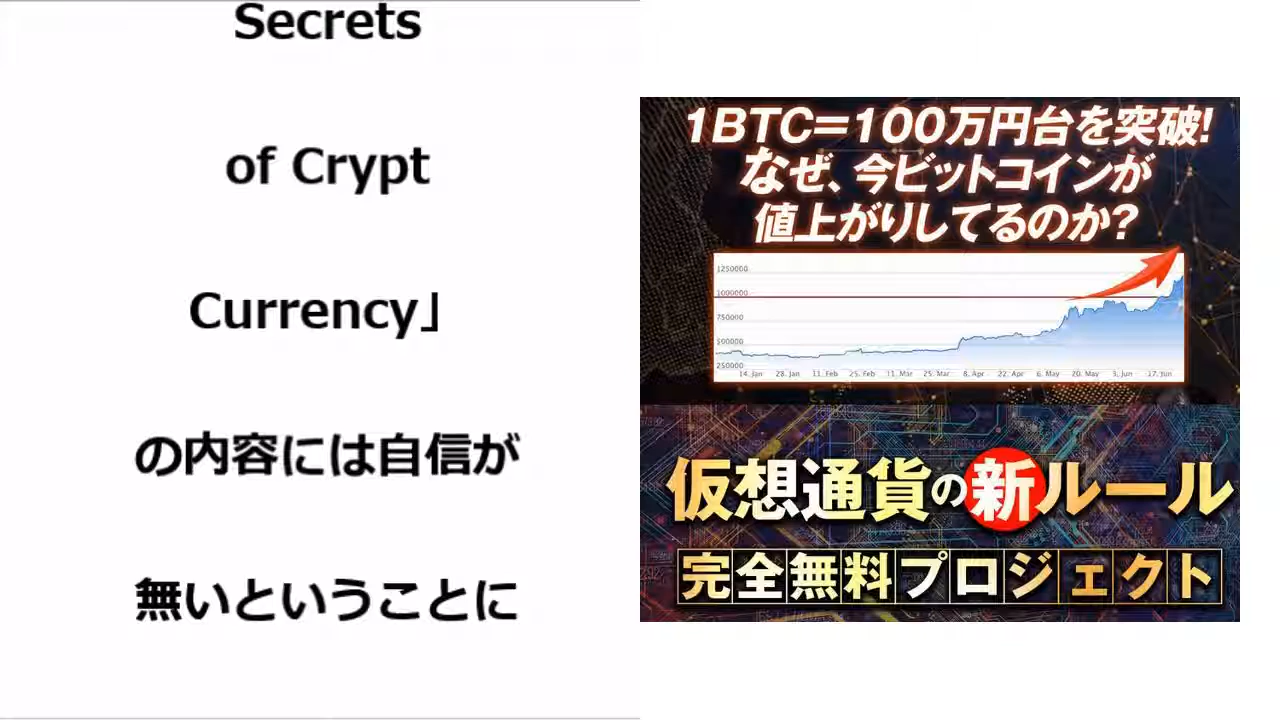 Secrets
of Crypt
Currency」
の内容には自信が
無いということに
1BTC=100万円台を突破!
なぜ、今ビットコインが
値上がりしてるのか?
1250000
1000000
750000
500000
250000
14. Jan 28. Jan 11. Feb 25. Feb 11. Mar 25. Mar 8. Apr 22. Apr 6. May 20. May 3. Jun 17. Jun
仮想通貨の新ルール
完全無料プロジェクト